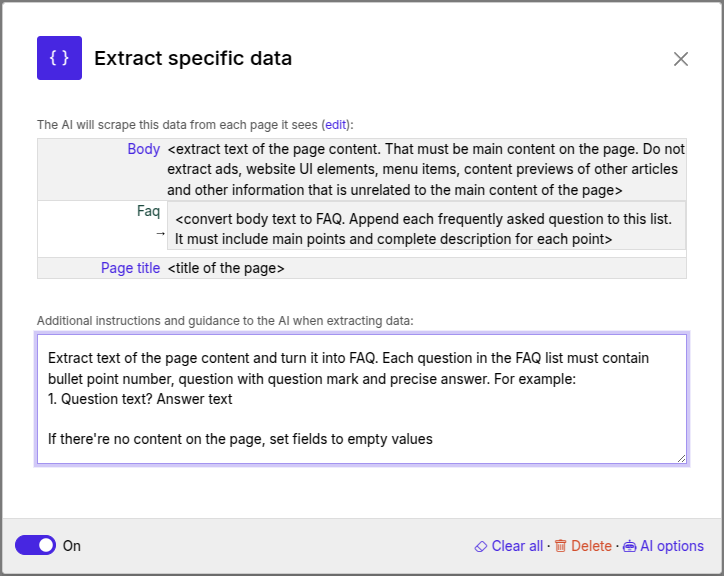 { } Extract specific data
The AI will scrape this data from each page it sees (edit):
Body <extract text of the page content. That must be main content on the page. Do not
extract ads, website UI elements, menu items, content previews of other articles
and other information that is unrelated to the main content of the page>
Faq
→ <convert body text to FAQ. Append each frequently asked question to this list.
It must include main points and complete description for each point>
Page title <title of the page>
Additional instructions and guidance to the AI when extracting data:
Extract text of the page content and turn it into FAQ. Each question in the FAQ list must contain
bullet point number, question with question mark and precise answer. For example:
1. Question text? Answer text
If there're no content on the page, set fields to empty values
On Clear all · Delete · AI options